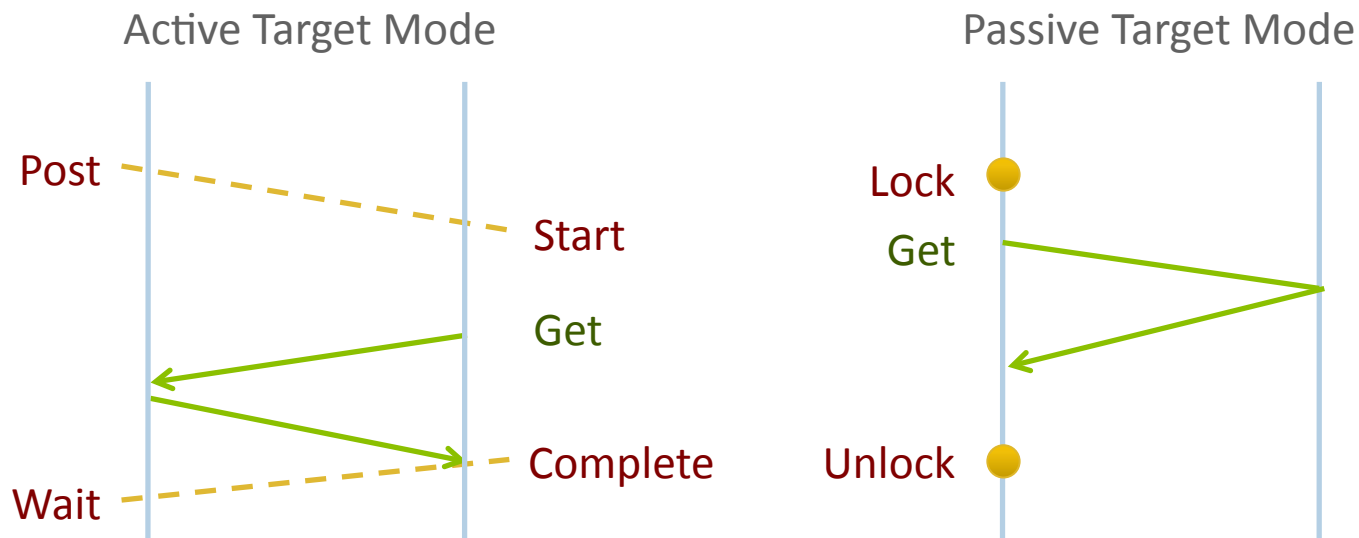 Active Target Mode
Post
Start
Get
Complete
Wait
Passive Target Mode
Lock
Get
Unlock